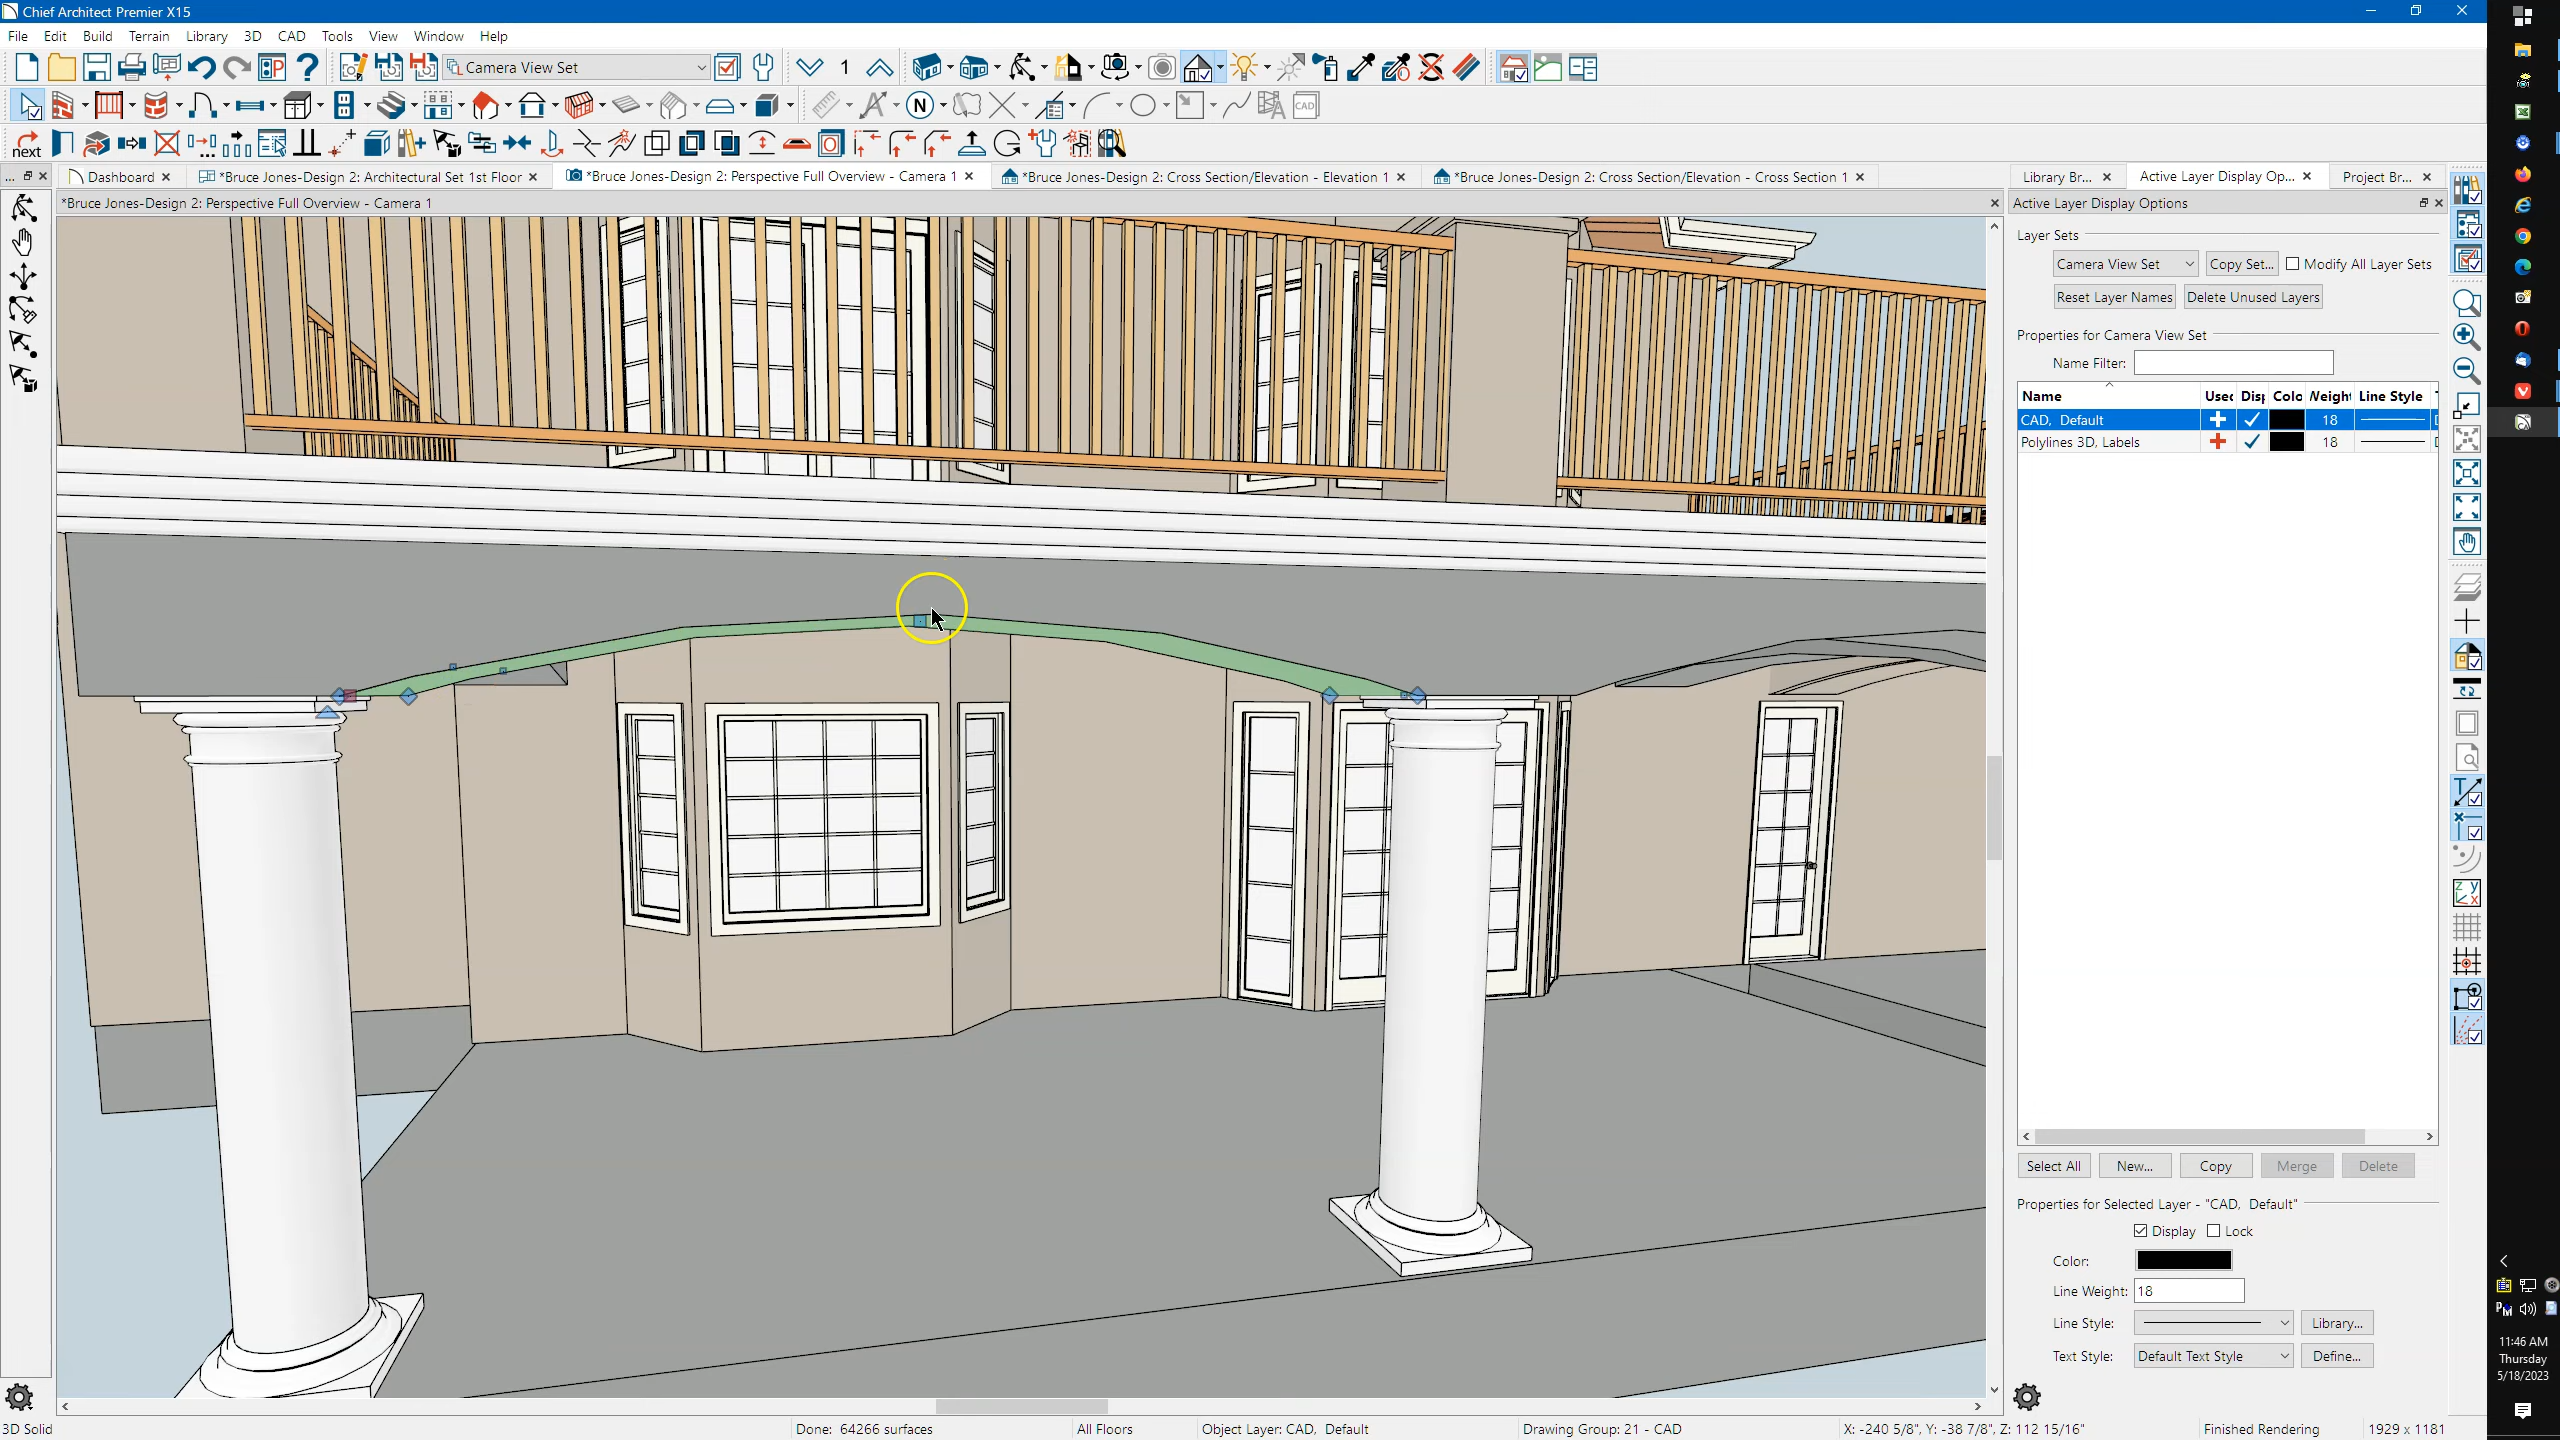 Chief Architect Premier X15
File Edit Build Terrain Library 3D CAD Tools View Window Help
Camera View Set 1
N CAD
next
... Dashboard *Bruce Jones-Design 2: Architectural Set 1st Floor *Bruce Jones-Design 2: Perspective Full Overview - Camera 1 *Bruce Jones-Design 2: Cross Section/Elevation - Elevation 1 *Bruce Jones-Design 2: Cross Section/Elevation - Cross Section 1 Library Br... Active Layer Display Op... Project Br...
*Bruce Jones-Design 2: Perspective Full Overview - Camera 1
Active Layer Display Options
Layer Sets
Camera View Set Copy Set... Modify All Layer Sets
Reset Layer Names Delete Unused Layers
Properties for Camera View Set
Name Filter:
Name Used Disp Colo Weight Line Style
CAD, Default 18
Polylines 3D, Labels 18
Select All New... Copy Merge Delete
Properties for Selected Layer - "CAD, Default"
Display Lock
Color:
Line Weight: 18
Line Style: Library...
Text Style: Default Text Style Define...
3D Solid Done: 64266 surfaces All Floors Object Layer: CAD, Default Drawing Group: 21 - CAD X: -240 5/8", Y: -38 7/8", Z: 112 15/16" Finished Rendering 1929 x 1181
11:46 AM
Thursday
5/18/2023